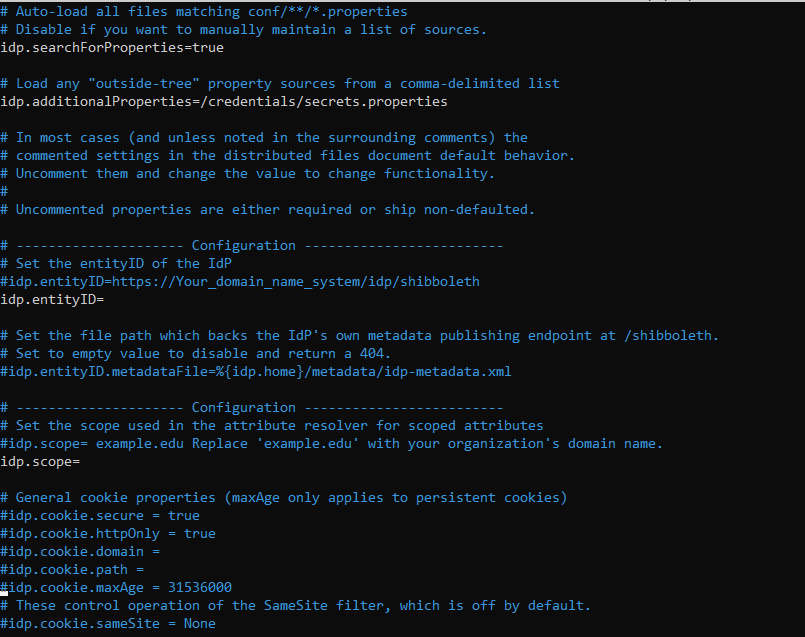 # Auto-load all files matching conf/**/*.properties
# Disable if you want to manually maintain a list of sources.
idp.searchForProperties=true
# Load any "outside-tree" property sources from a comma-delimited list
idp.additionalProperties=/credentials/secrets.properties
# In most cases (and unless noted in the surrounding comments) the
# commented settings in the distributed files document default behavior.
# Uncomment them and change the value to change functionality.
#
# Uncommented properties are either required or ship non-defaulted.
# --------------------- Configuration -------------------------
# Set the entityID of the IdP
#idp.entityID=https://Your_domain_name_system/idp/shibboleth
idp.entityID=
# Set the file path which backs the IdP's own metadata publishing endpoint at /shibboleth.
# Set to empty value to disable and return a 404.
#idp.entityID.metadataFile=%{idp.home}/metadata/idp-metadata.xml
# --------------------- Configuration -------------------------
# Set the scope used in the attribute resolver for scoped attributes
#idp.scope= example.edu Replace 'example.edu' with your organization's domain name.
idp.scope=
# General cookie properties (maxAge only applies to persistent cookies)
#idp.cookie.secure = true
#idp.cookie.httpOnly = true
#idp.cookie.domain =
#idp.cookie.path =
#idp.cookie.maxAge = 31536000
# These control operation of the SameSite filter, which is off by default.
#idp.cookie.sameSite = None